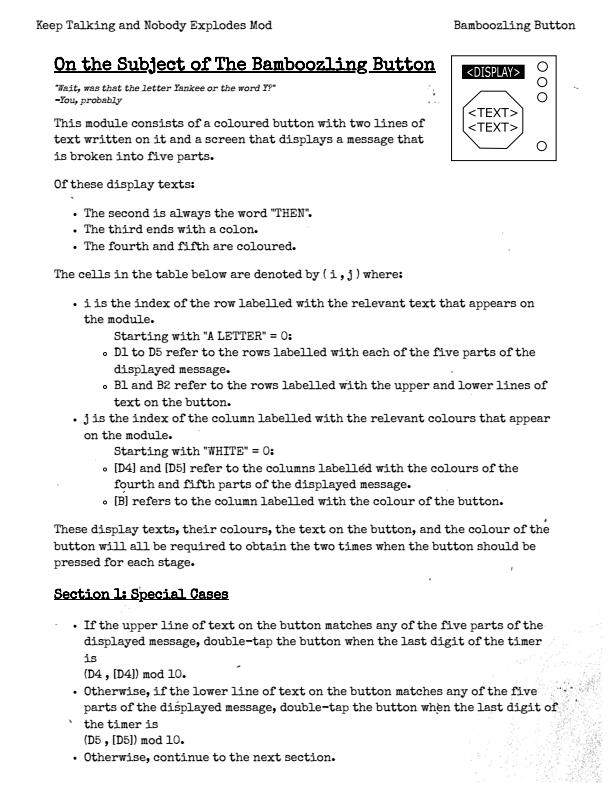 Keep Talking and Nobody Explodes Mod Bamboozling Button
On the Subject of The Bamboozling Button
"Wait, was that the letter Yankee or the word Y?"
–You, probably
<DISPLAY>
<TEXT>
<TEXT>
This module consists of a coloured button with two lines of
text written on it and a screen that displays a message that
is broken into five parts.
Of these display texts:
• The second is always the word "THEN".
• The third ends with a colon.
• The fourth and fifth are coloured.
The cells in the table below are denoted by ( i , j ) where:
• i is the index of the row labelled with the relevant text that appears on
the module.
Starting with "A LETTER" = 0:
∘ D1 to D5 refer to the rows labelled with each of the five parts of the
displayed message.
∘ B1 and B2 refer to the rows labelled with the upper and lower lines of
text on the button.
• j is the index of the column labelled with the relevant colours that appear
on the module.
Starting with "WHITE" = 0:
∘ [D4] and [D5] refer to the columns labelled with the colours of the
fourth and fifth parts of the displayed message.
∘ [B] refers to the column labelled with the colour of the button.
These display texts, their colours, the text on the button, and the colour of the
button will all be required to obtain the two times when the button should be
pressed for each stage.
Section 1: Special Cases
• If the upper line of text on the button matches any of the five parts of the
displayed message, double-tap the button when the last digit of the timer
is
(D4 , [D4]) mod 10.
• Otherwise, if the lower line of text on the button matches any of the five
parts of the displayed message, double-tap the button when the last digit of
the timer is
(D5 , [D5]) mod 10.
• Otherwise, continue to the next section.